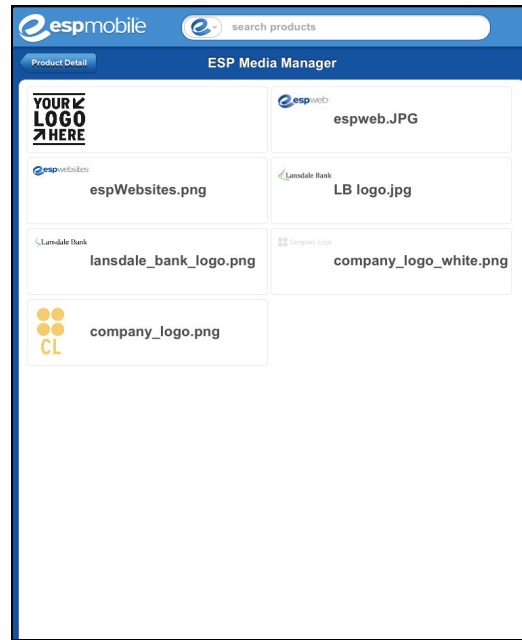 espmobile
search products
Product Detail
ESP Media Manager
YOUR
LOGO
HERE
espweb
espweb.JPG
espwebsites
espWebsites.png
Lansdale Bank
LB logo.jpg
Lansdale Bank
lansdale_bank_logo.png
Company Logo
company_logo_white.png
CL
company_logo.png